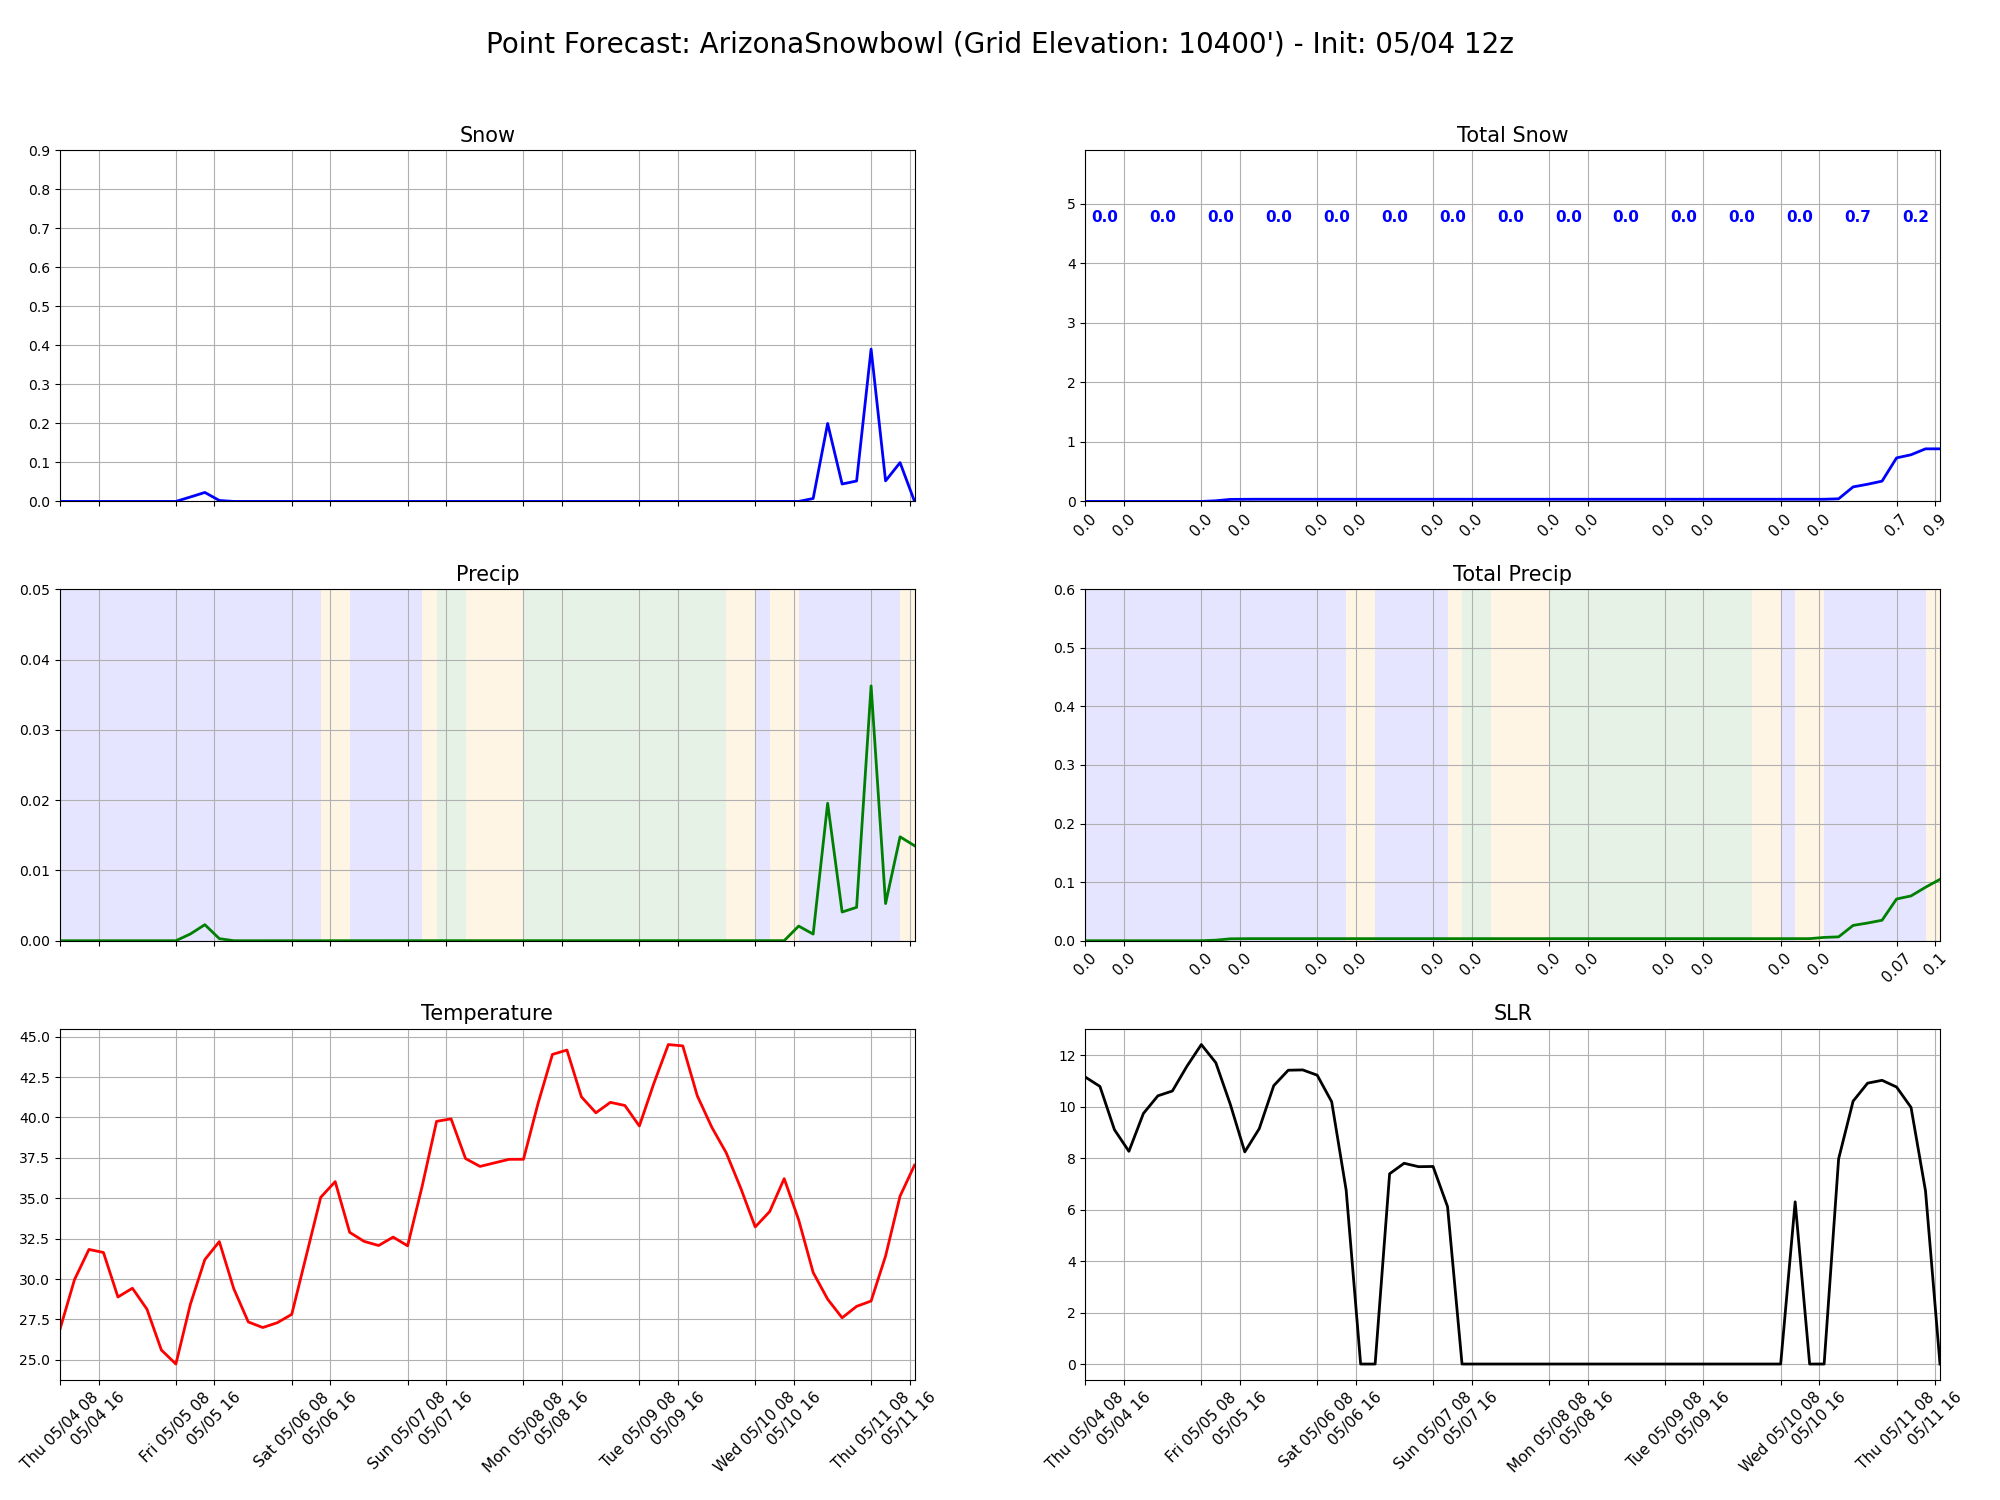 Point Forecast: ArizonaSnowbowl (Grid Elevation: 10400') - Init: 05/04 12z
Snow
0.9
0.8
0.7
0.6
0.5
0.4
0.3
0.2
0.1
0.0
Total Snow
5
4
3
2
1
0
0.0 0.0 0.0 0.0 0.0 0.0 0.0 0.0 0.0 0.0 0.0 0.0 0.0 0.7 0.2
0.0 0.0 0.0 0.0 0.0 0.0 0.0 0.0 0.0 0.0 0.0 0.0 0.0 0.0 0.7 0.9
Precip
0.05
0.04
0.03
0.02
0.01
0.00
Total Precip
0.6
0.5
0.4
0.3
0.2
0.1
0.0
0.0 0.0 0.0 0.0 0.0 0.0 0.0 0.0 0.0 0.0 0.0 0.0 0.0 0.0 0.07 0.1
Temperature
45.0
42.5
40.0
37.5
35.0
32.5
30.0
27.5
25.0
Thu 05/04 08
05/04 16
Fri 05/05 08
05/05 16
Sat 05/06 08
05/06 16
Sun 05/07 08
05/07 16
Mon 05/08 08
05/08 16
Tue 05/09 08
05/09 16
Wed 05/10 08
05/10 16
Thu 05/11 08
05/11 16
SLR
12
10
8
6
4
2
0
Thu 05/04 08
05/04 16
Fri 05/05 08
05/05 16
Sat 05/06 08
05/06 16
Sun 05/07 08
05/07 16
Mon 05/08 08
05/08 16
Tue 05/09 08
05/09 16
Wed 05/10 08
05/10 16
Thu 05/11 08
05/11 16